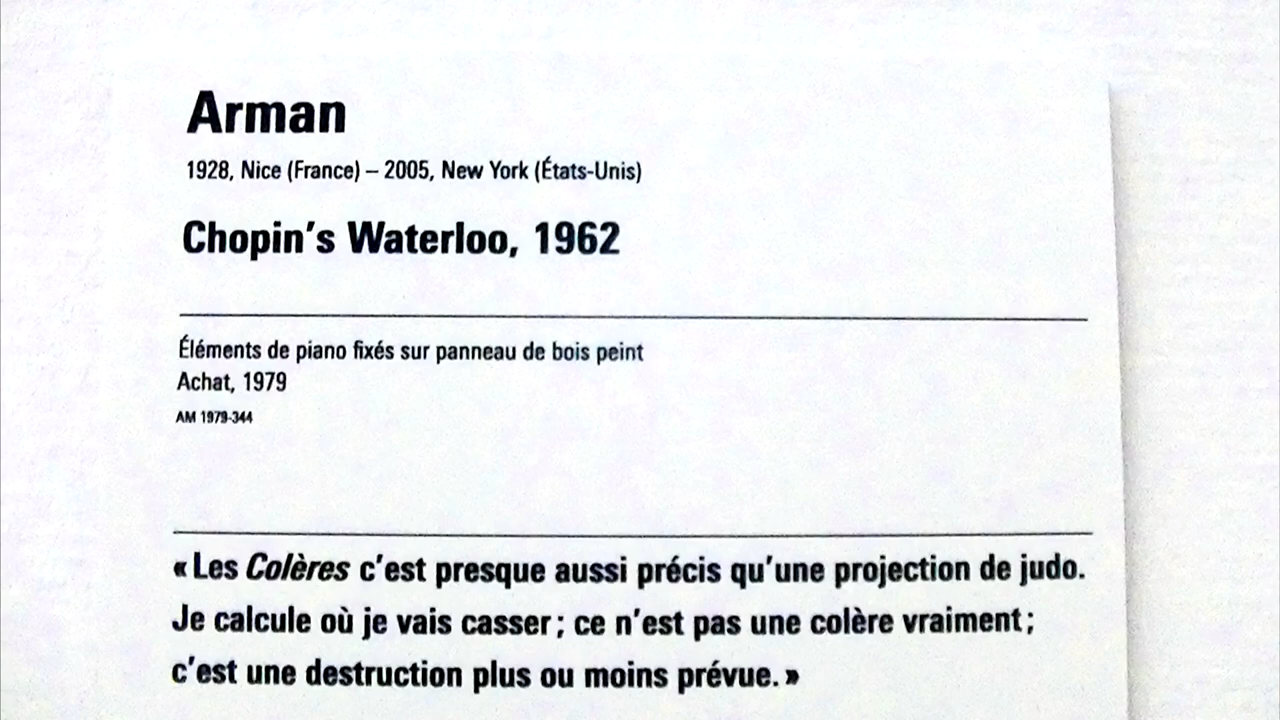 Arman
1928, Nice (France) – 2005, New York (États-Unis)
Chopin's Waterloo, 1962
Éléments de piano fixés sur panneau de bois peint
Achat, 1979
AM 1979-344
« Les Colères c'est presque aussi précis qu'une projection de judo.
Je calcule où je vais casser ; ce n'est pas une colère vraiment ;
c'est une destruction plus ou moins prévue. »